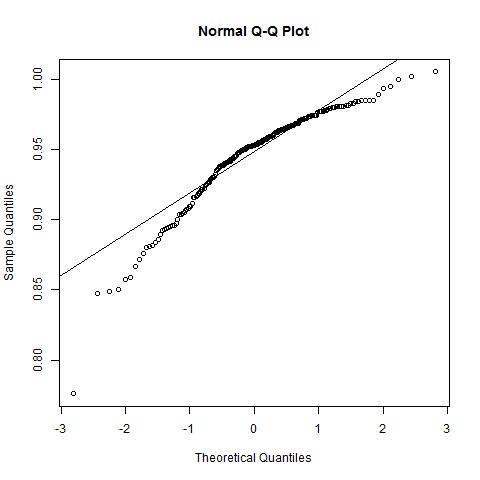 Normal Q-Q Plot
Sample Quantiles
1.00
0.95
0.90
0.85
0.80
-3 -2 -1 0 1 2 3
Theoretical Quantiles